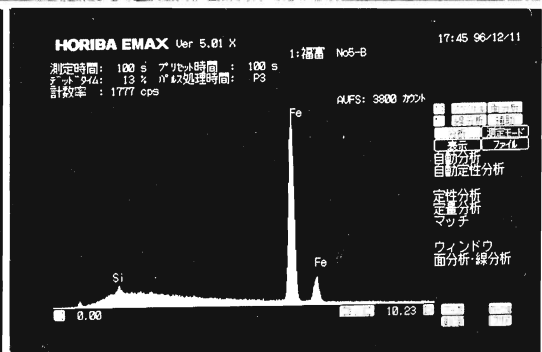 HORIBA EMAX Ver 5.01 X
17:45 96/12/11
1:福富 No5-B
測定時間: 100 s プリセット時間 : 100 s
デッドタイム: 13 % パルス処理時間: P3
計数率 : 1777 cps
AUFS: 3800 カウント
Fe
測定モード
表示 ファイル
自動分析
自動定性分析
定性分析
定量分析
マッチ
ウィンドウ
面分析・線分析
Fe
Si
0.00
10.23